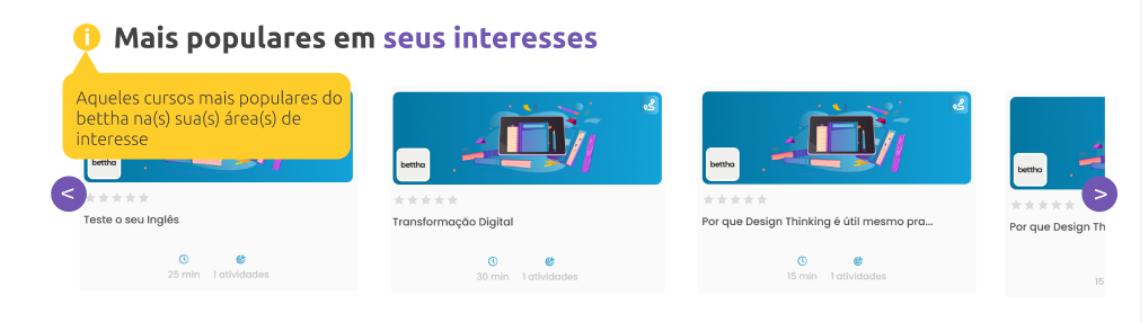 i Mais populares em seus interesses
Aqueles cursos mais populares do
bettha na(s) sua(s) área(s) de
interesse
bettha
bettha
bettha
bettha
<
>
Teste o seu Inglês
Transformação Digital
Por que Design Thinking é útil mesmo pra...
Por que Design Th
25 min 1 atividades
30 min 1 atividades
15 min 1 atividades
15